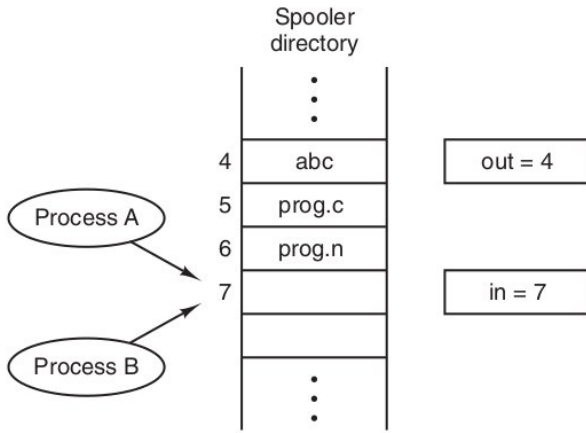 Spooler
directory
4 abc out = 4
Process A
5 prog.c
6 prog.n
7 in = 7
Process B